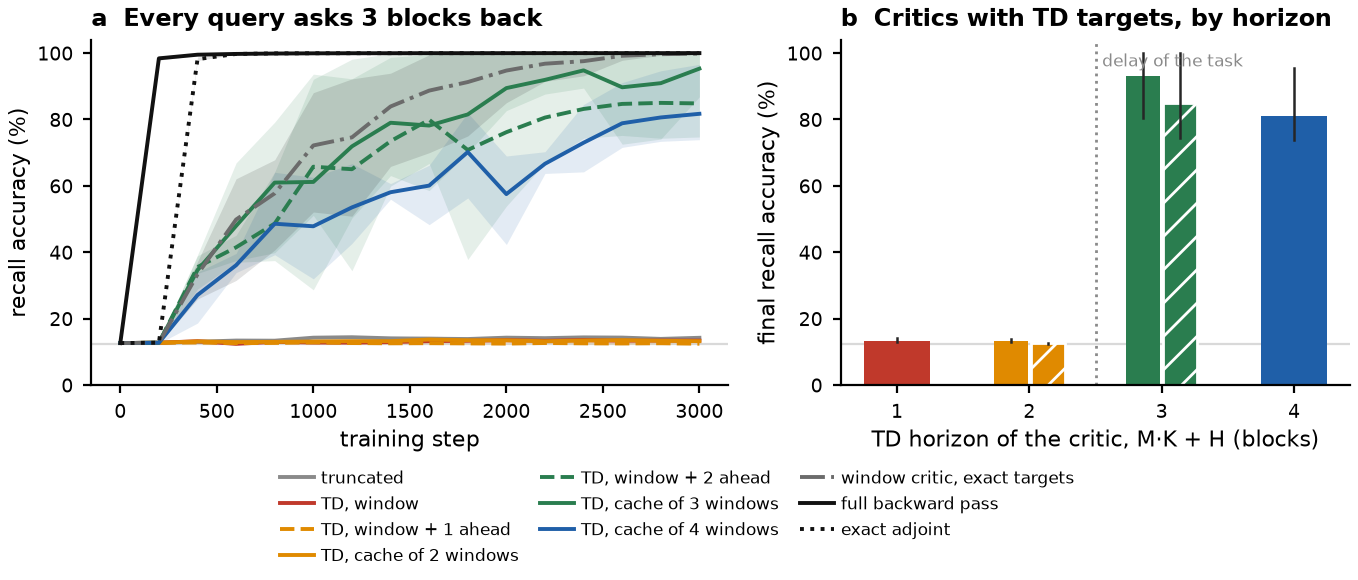 a Every query asks 3 blocks back
b Critics with TD targets, by horizon
recall accuracy (%)
100
80
60
40
20
0
0 500 1000 1500 2000 2500 3000
training step
final recall accuracy (%)
100
80
60
40
20
0
delay of the task
1 2 3 4
TD horizon of the critic, M·K + H (blocks)
truncated
TD, window
TD, window + 1 ahead
TD, cache of 2 windows
TD, window + 2 ahead
TD, cache of 3 windows
TD, cache of 4 windows
window critic, exact targets
full backward pass
exact adjoint